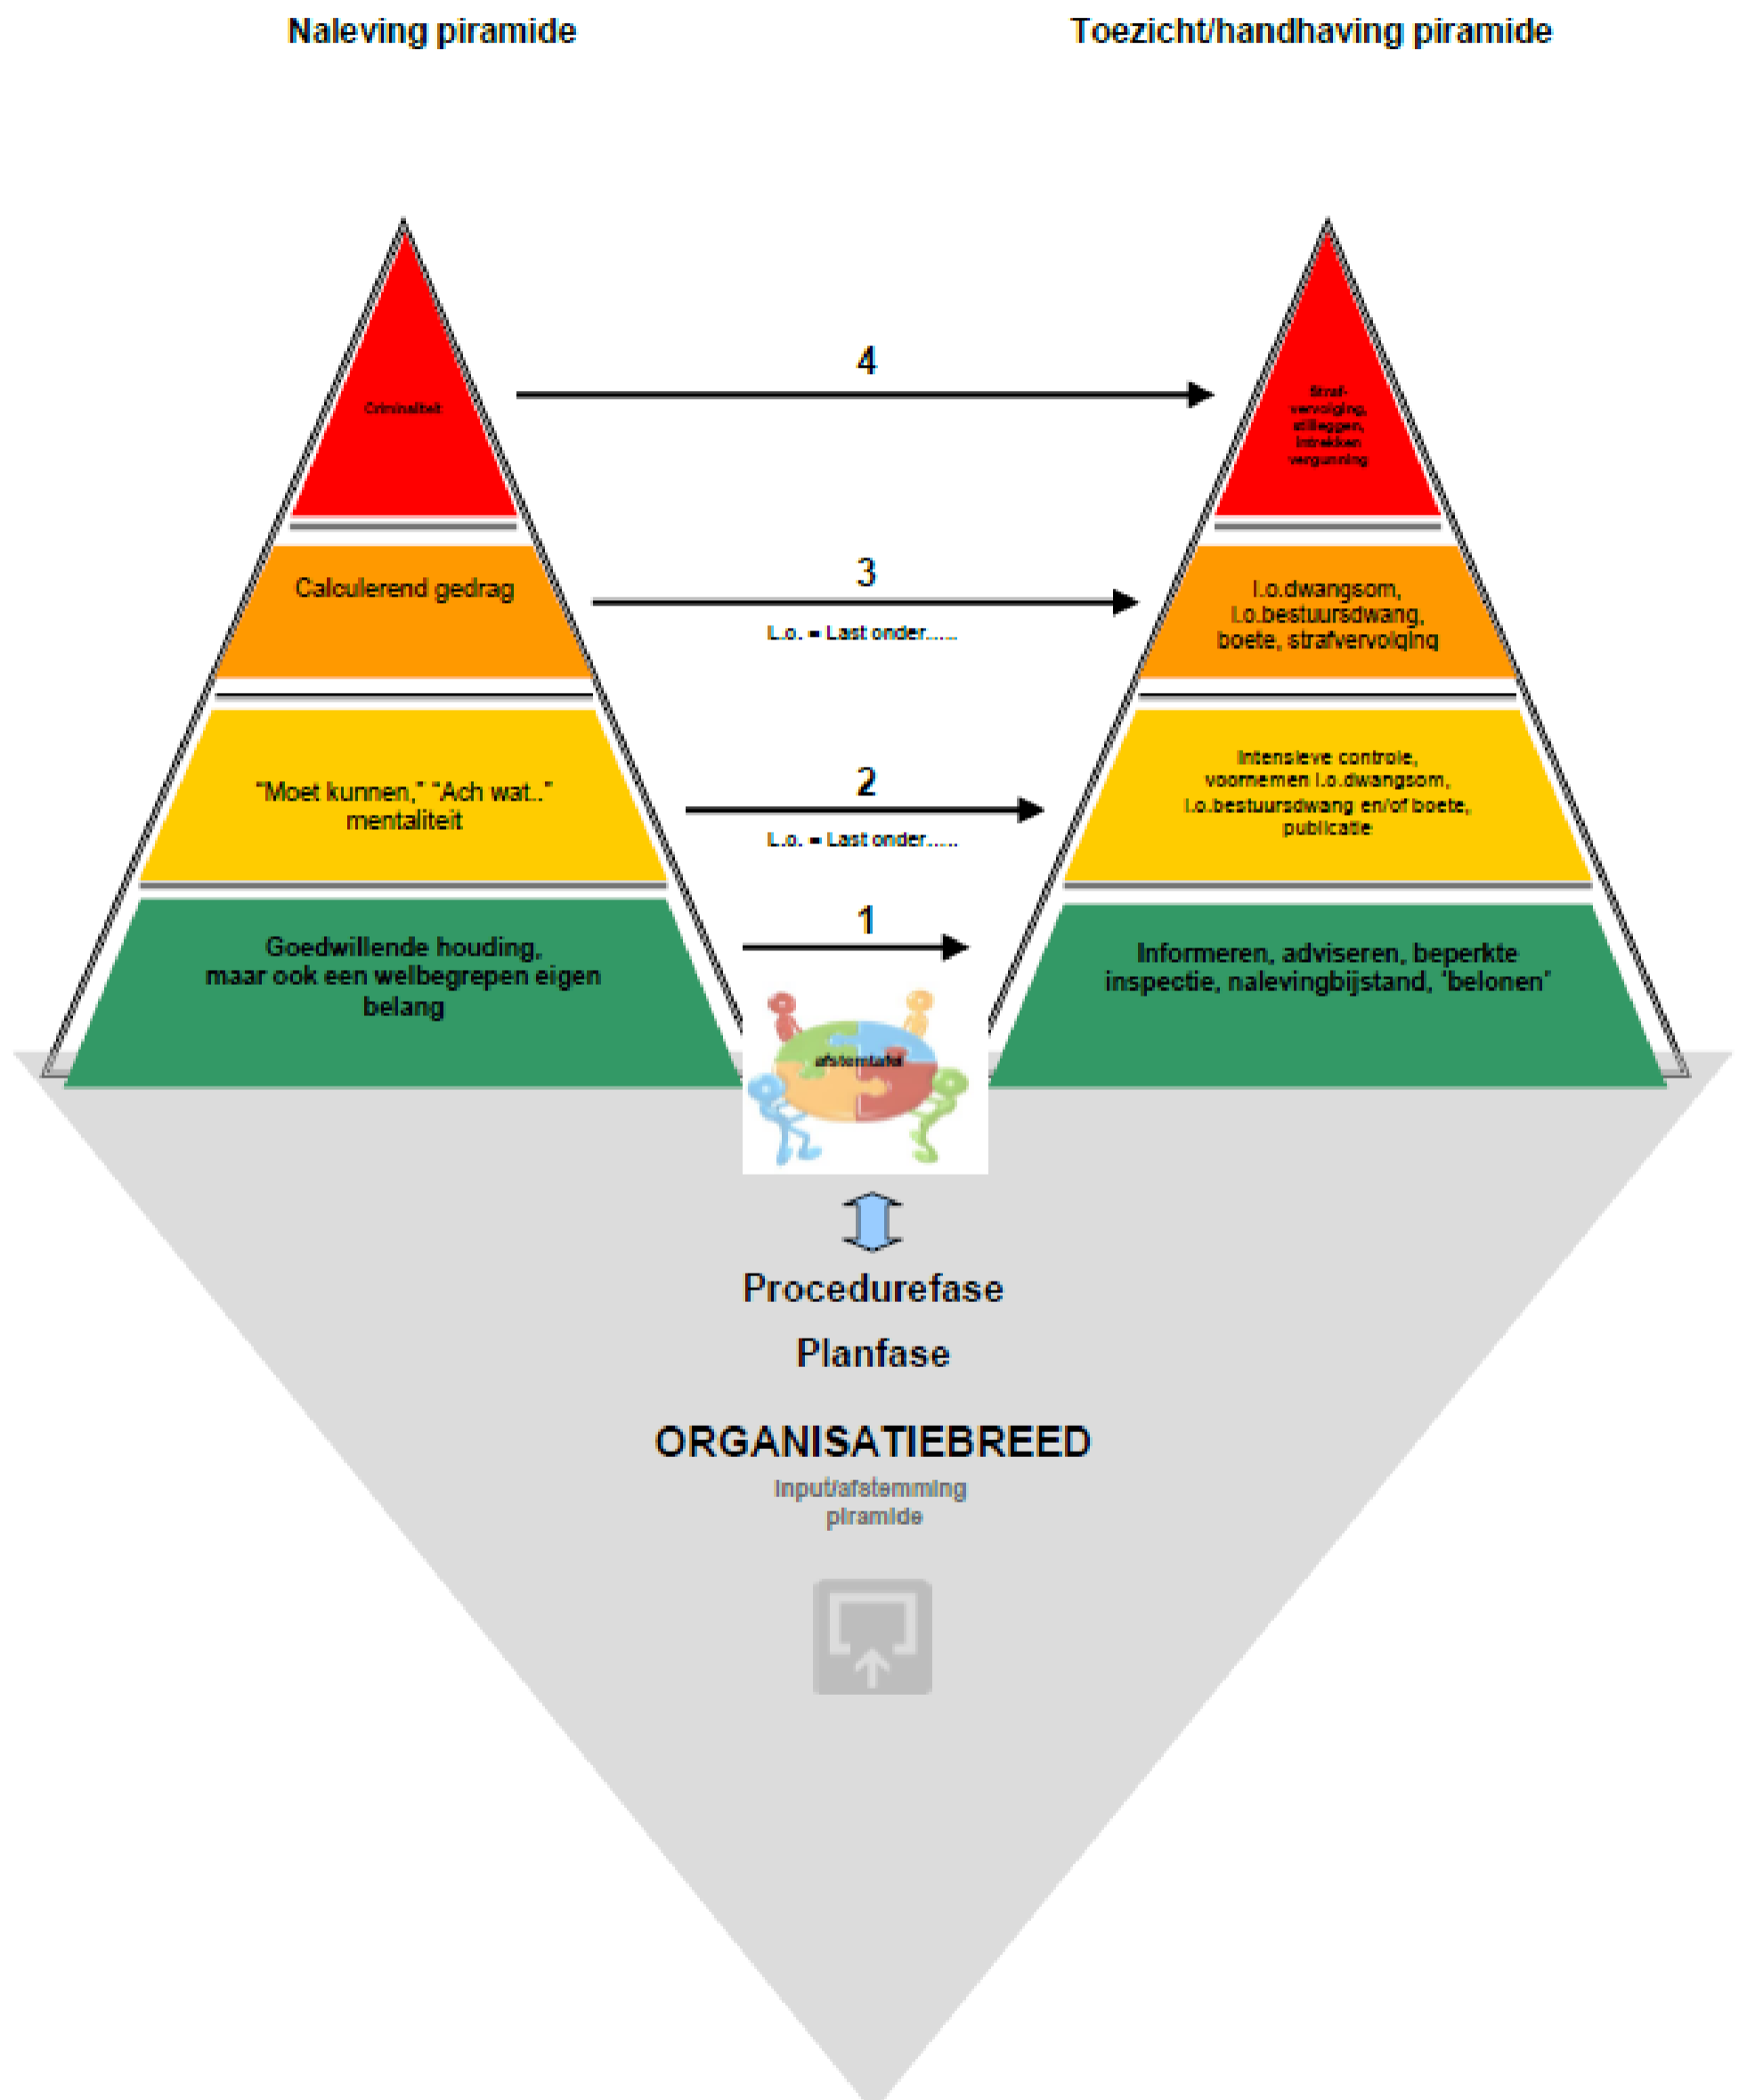 Naleving piramide
Toezicht/handhaving piramide
4
Criminaliteit
Straf-
vervolging,
stilleggen,
intrekken
vergunning
3
Calculerend gedrag
L.o. = Last onder.....
l.o.dwangsom,
l.o.bestuursdwang,
boete, strafvervolging
2
"Moet kunnen," "Ach wat.."
mentaliteit
L.o. = Last onder.....
Intensieve controle,
voornemen l.o.dwangsom,
l.o.bestuursdwang en/of boete,
publicatie
1
Goedwillende houding,
maar ook een welbegrepen eigen
belang
Informeren, adviseren, beperkte
inspectie, nalevingbijstand, 'belonen'
afstemtafel
Procedurefase
Planfase
ORGANISATIEBREED
input/afstemming
piramide